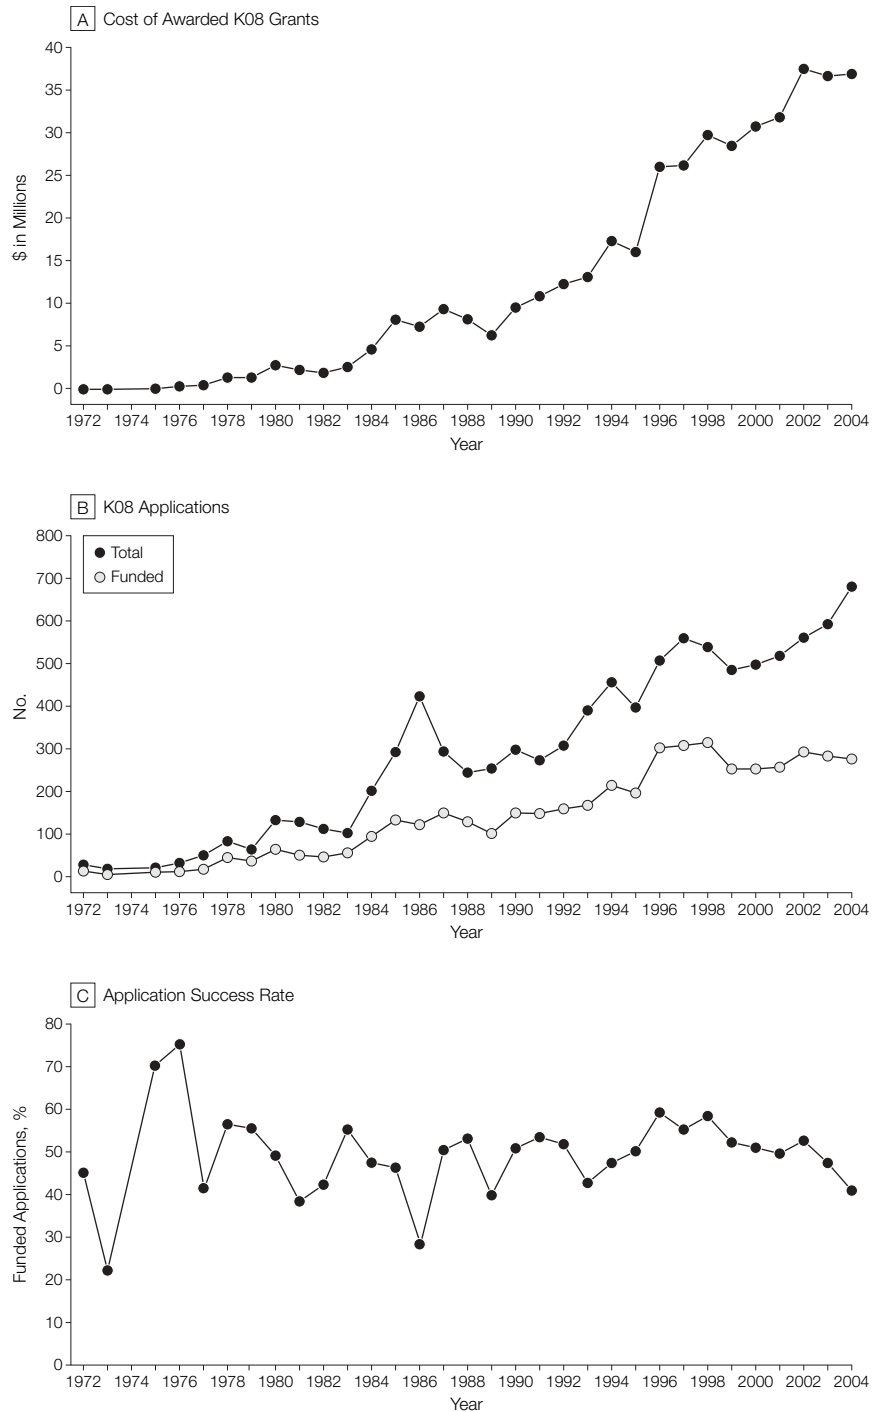 A Cost of Awarded K08 Grants
40
35
30
25
20
15
10
5
0
$ in Millions
1972 1974 1976 1978 1980 1982 1984 1986 1988 1990 1992 1994 1996 1998 2000 2002 2004
Year
B K08 Applications
800
700
600
500
400
300
200
100
0
No.
Total
Funded
1972 1974 1976 1978 1980 1982 1984 1986 1988 1990 1992 1994 1996 1998 2000 2002 2004
Year
C Application Success Rate
80
70
60
50
40
30
20
10
0
Funded Applications, %
1972 1974 1976 1978 1980 1982 1984 1986 1988 1990 1992 1994 1996 1998 2000 2002 2004
Year